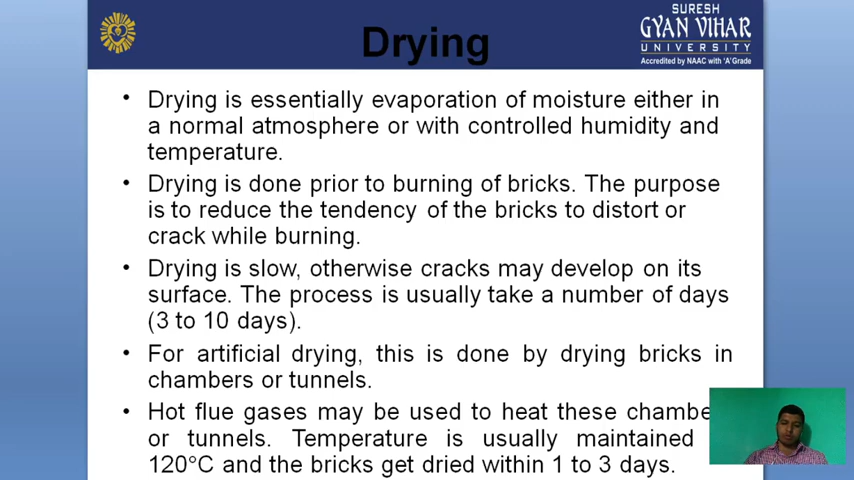 SURESH
GYAN VIHAR
UNIVERSITY
Accredited by NAAC with 'A' Grade
Drying
• Drying is essentially evaporation of moisture either in
a normal atmosphere or with controlled humidity and
temperature.
• Drying is done prior to burning of bricks. The purpose
is to reduce the tendency of the bricks to distort or
crack while burning.
• Drying is slow, otherwise cracks may develop on its
surface. The process is usually take a number of days
(3 to 10 days).
• For artificial drying, this is done by drying bricks in
chambers or tunnels.
• Hot flue gases may be used to heat these
or tunnels. Temperature is usually maintained
120°C and the bricks get dried within 1 to 3 days.